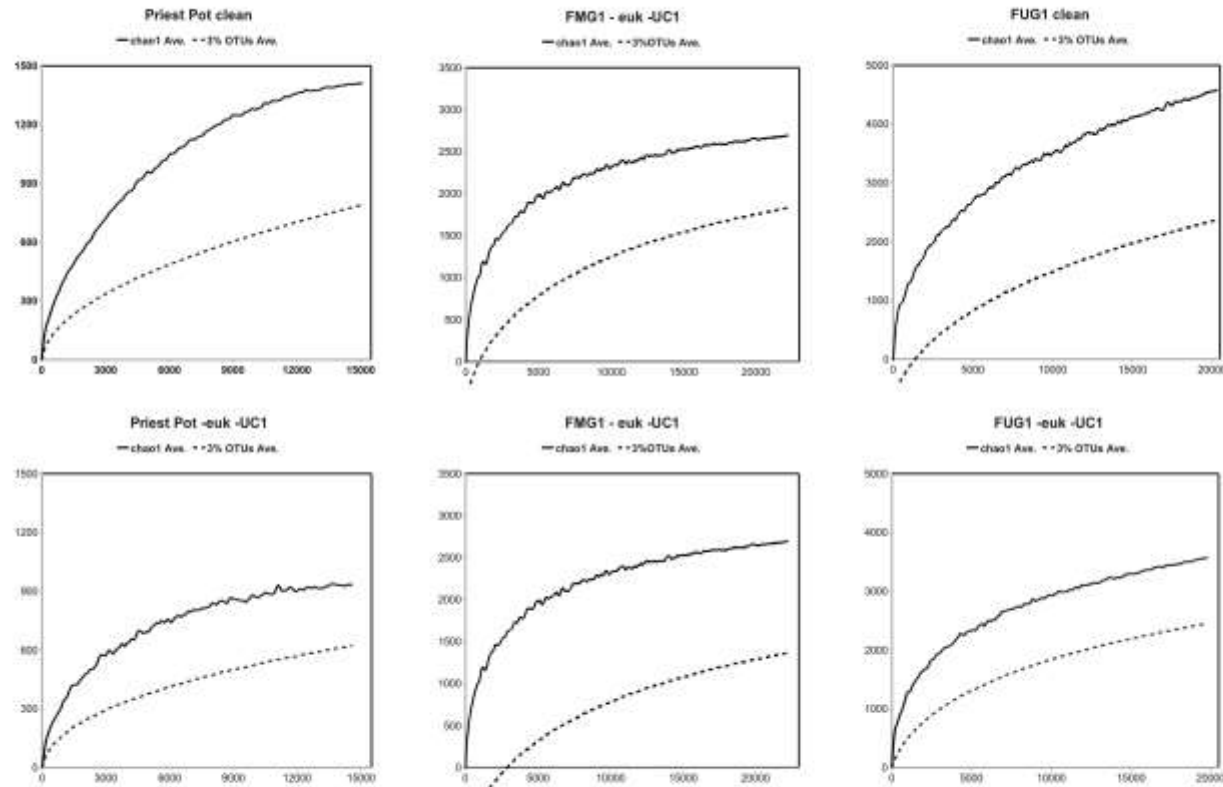 Priest Pot clean
chao1 Ave. 3% OTUs Ave.
1500
1200
900
600
300
0
0 3000 6000 9000 12000 15000
FMG1 - euk -UC1
chao1 Ave. 3%OTUs Ave.
3500
3000
2500
2000
1500
1000
500
0
0 5000 10000 15000 20000
FUG1 clean
chao1 Ave. 3% OTUs Ave.
5000
4000
3000
2000
1000
0
0 5000 10000 15000 20000
Priest Pot -euk -UC1
chao1 Ave. 3% OTUs Ave.
1500
1200
900
600
300
0
0 3000 6000 9000 12000 15000
FMG1 - euk -UC1
chao1 Ave. 3%OTUs Ave.
3500
3000
2500
2000
1500
1000
500
0
0 5000 10000 15000 20000
FUG1 -euk -UC1
chao1 Ave. 3% OTUs Ave.
5000
4000
3000
2000
1000
0
0 5000 10000 15000 20000